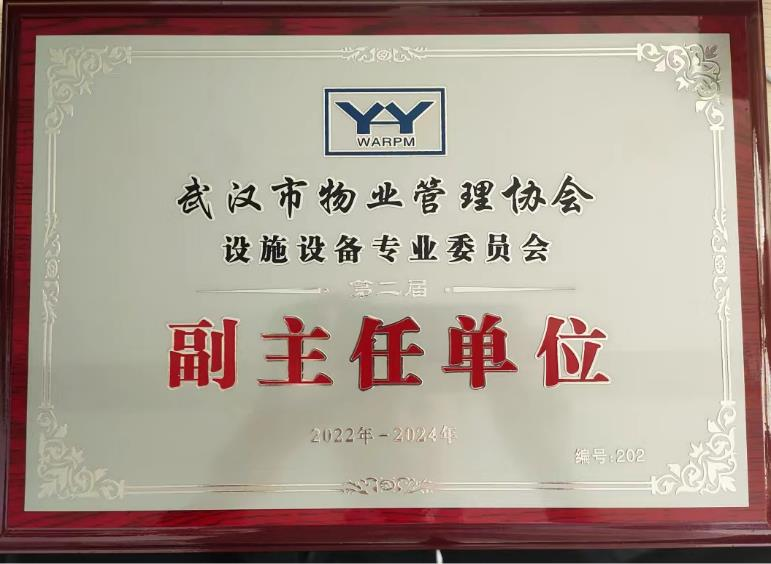 WARPM
武汉市物业管理协会
设施设备专业委员会
第二届
副主任单位
2022年-2024年
编号:202